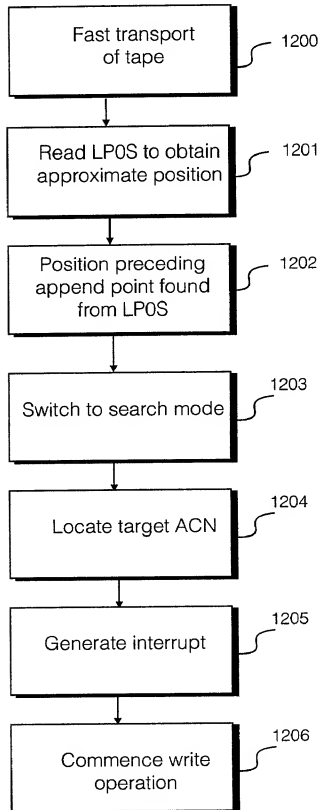 Fast transport
of tape
1200
Read LP0S to obtain
approximate position
1201
Position preceding
append point found
from LP0S
1202
Switch to search mode
1203
Locate target ACN
1204
Generate interrupt
1205
Commence write
operation
1206